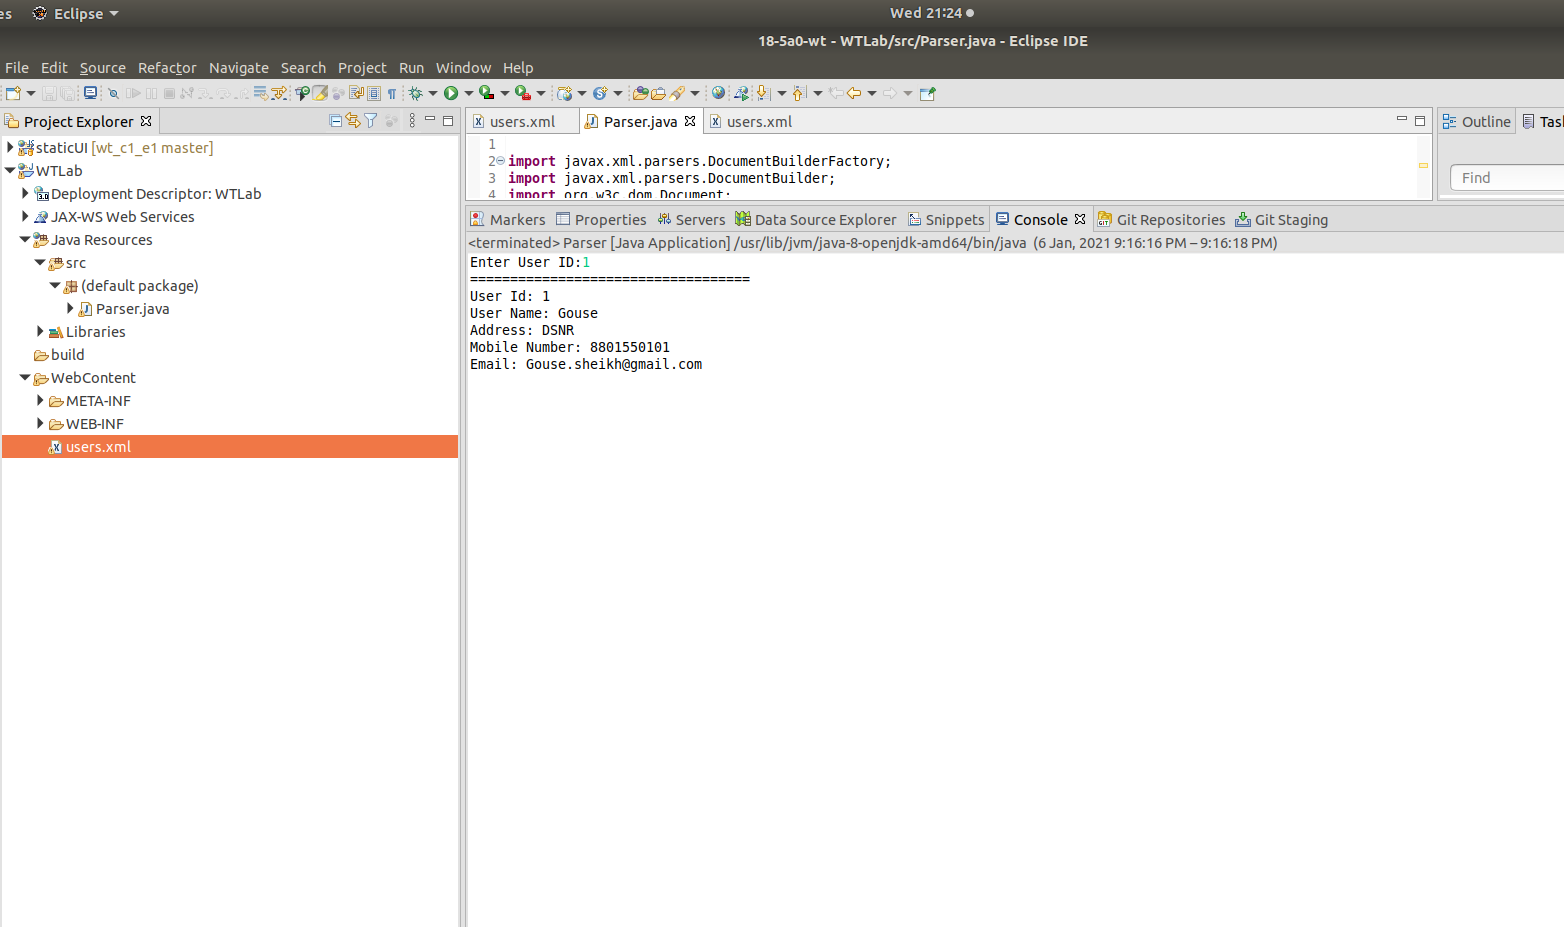 es Eclipse Wed 21:24
18-5a0-wt - WTLab/src/Parser.java - Eclipse IDE
File Edit Source Refactor Navigate Search Project Run Window Help
Project Explorer
staticUI [wt_c1_e1 master]
WTLab
Deployment Descriptor: WTLab
JAX-WS Web Services
Java Resources
src
(default package)
Parser.java
Libraries
build
WebContent
META-INF
WEB-INF
users.xml
users.xml Parser.java users.xml
1
2 import javax.xml.parsers.DocumentBuilderFactory;
3 import javax.xml.parsers.DocumentBuilder;
4 import org.w3c.dom.Document;
Outline Tas
Find
Markers Properties Servers Data Source Explorer Snippets Console Git Repositories Git Staging
<terminated> Parser [Java Application] /usr/lib/jvm/java-8-openjdk-amd64/bin/java (6 Jan, 2021 9:16:16 PM – 9:16:18 PM)
Enter User ID:1
===================================
User Id: 1
User Name: Gouse
Address: DSNR
Mobile Number: 8801550101
Email: Gouse.sheikh@gmail.com